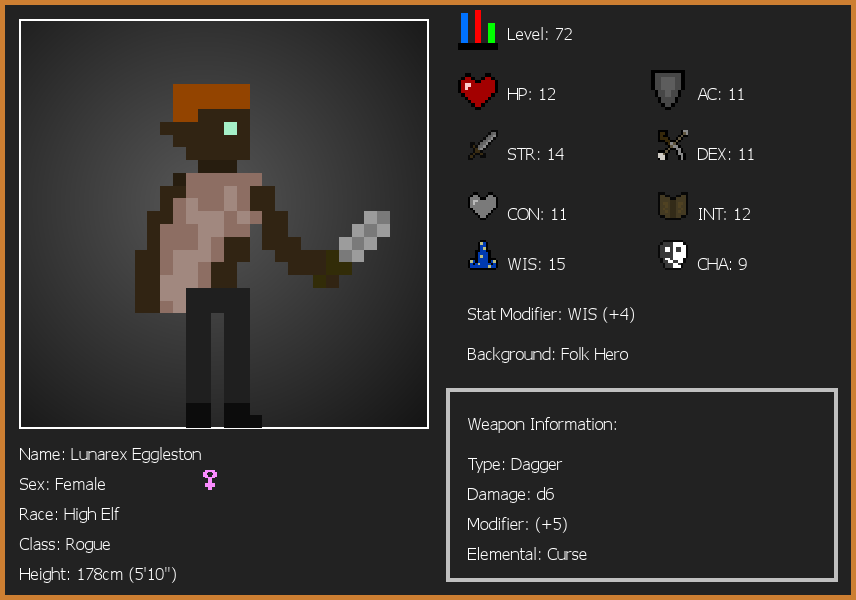 Level: 72
HP: 12
AC: 11
STR: 14
DEX: 11
CON: 11
INT: 12
WIS: 15
CHA: 9
Stat Modifier: WIS (+4)
Background: Folk Hero
Weapon Information:
Type: Dagger
Damage: d6
Modifier: (+5)
Elemental: Curse
Name: Lunarex Eggleston
Sex: Female
Race: High Elf
Class: Rogue
Height: 178cm (5'10")